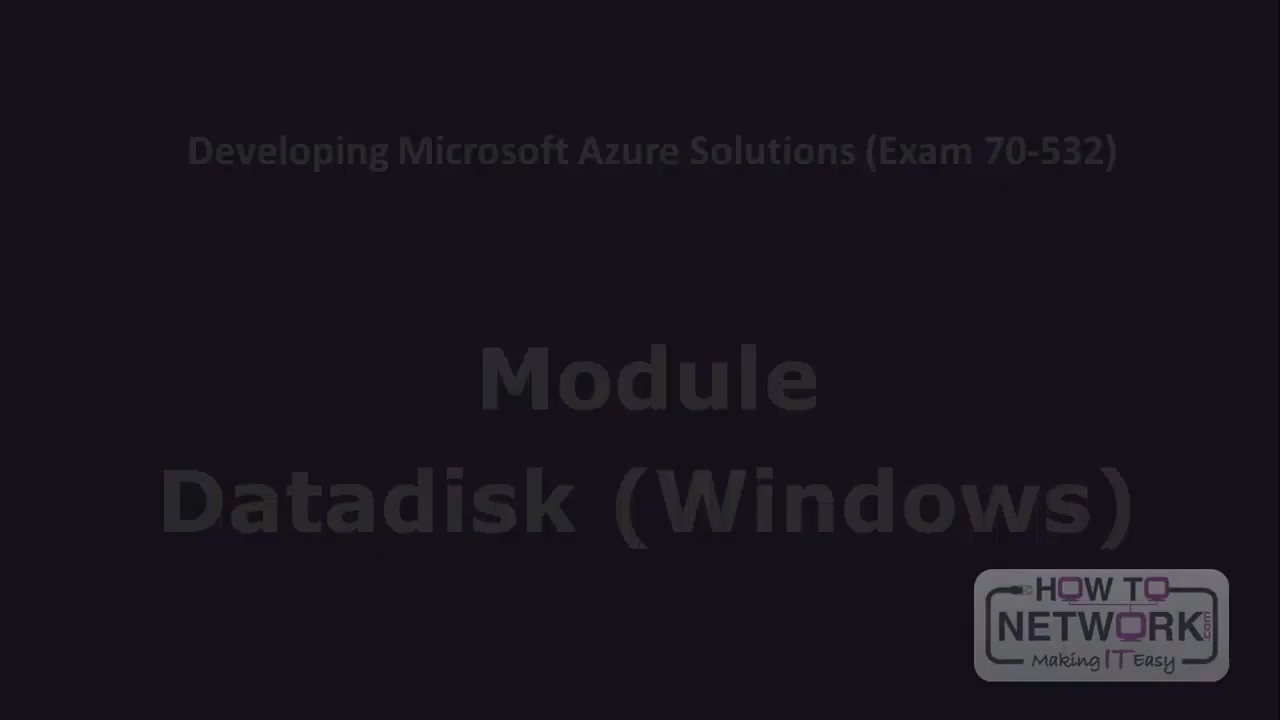 Developing Microsoft Azure Solutions (Exam 70-532)
Module
Datadisk (Windows)
HOW TO
NETWORK.com
Making IT Easy